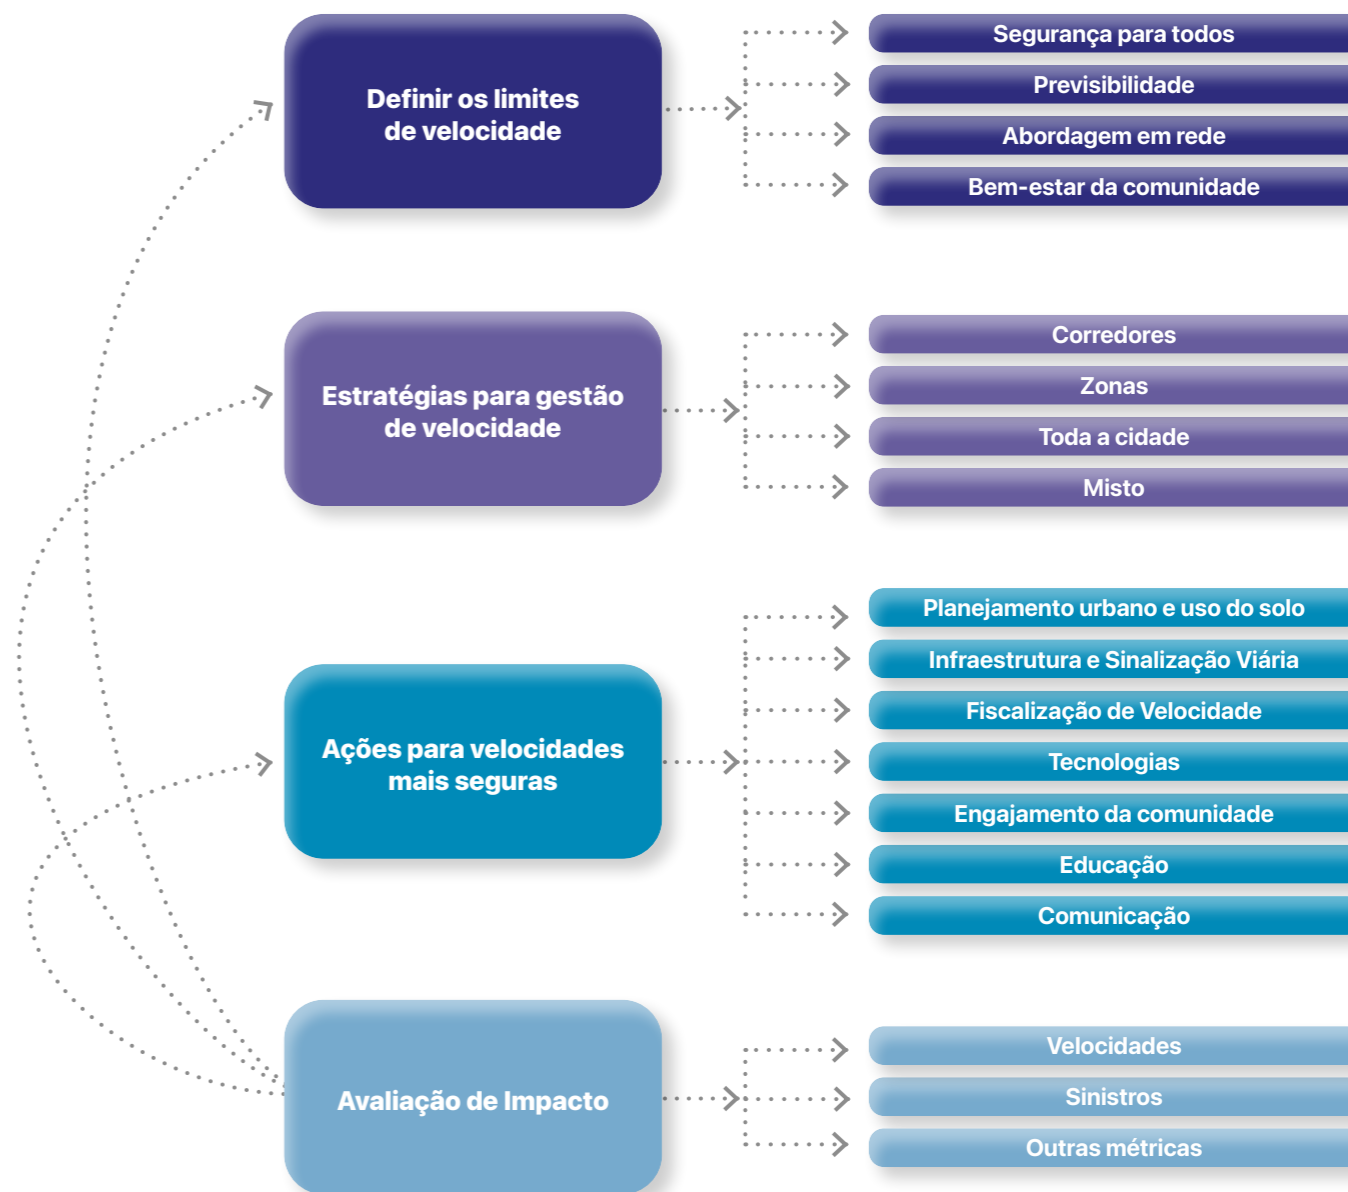 Definir os limites
de velocidade
Segurança para todos
Previsibilidade
Abordagem em rede
Bem-estar da comunidade
Estratégias para gestão
de velocidade
Corredores
Zonas
Toda a cidade
Misto
Ações para velocidades
mais seguras
Planejamento urbano e uso do solo
Infraestrutura e Sinalização Viária
Fiscalização de Velocidade
Tecnologias
Engajamento da comunidade
Educação
Comunicação
Avaliação de Impacto
Velocidades
Sinistros
Outras métricas